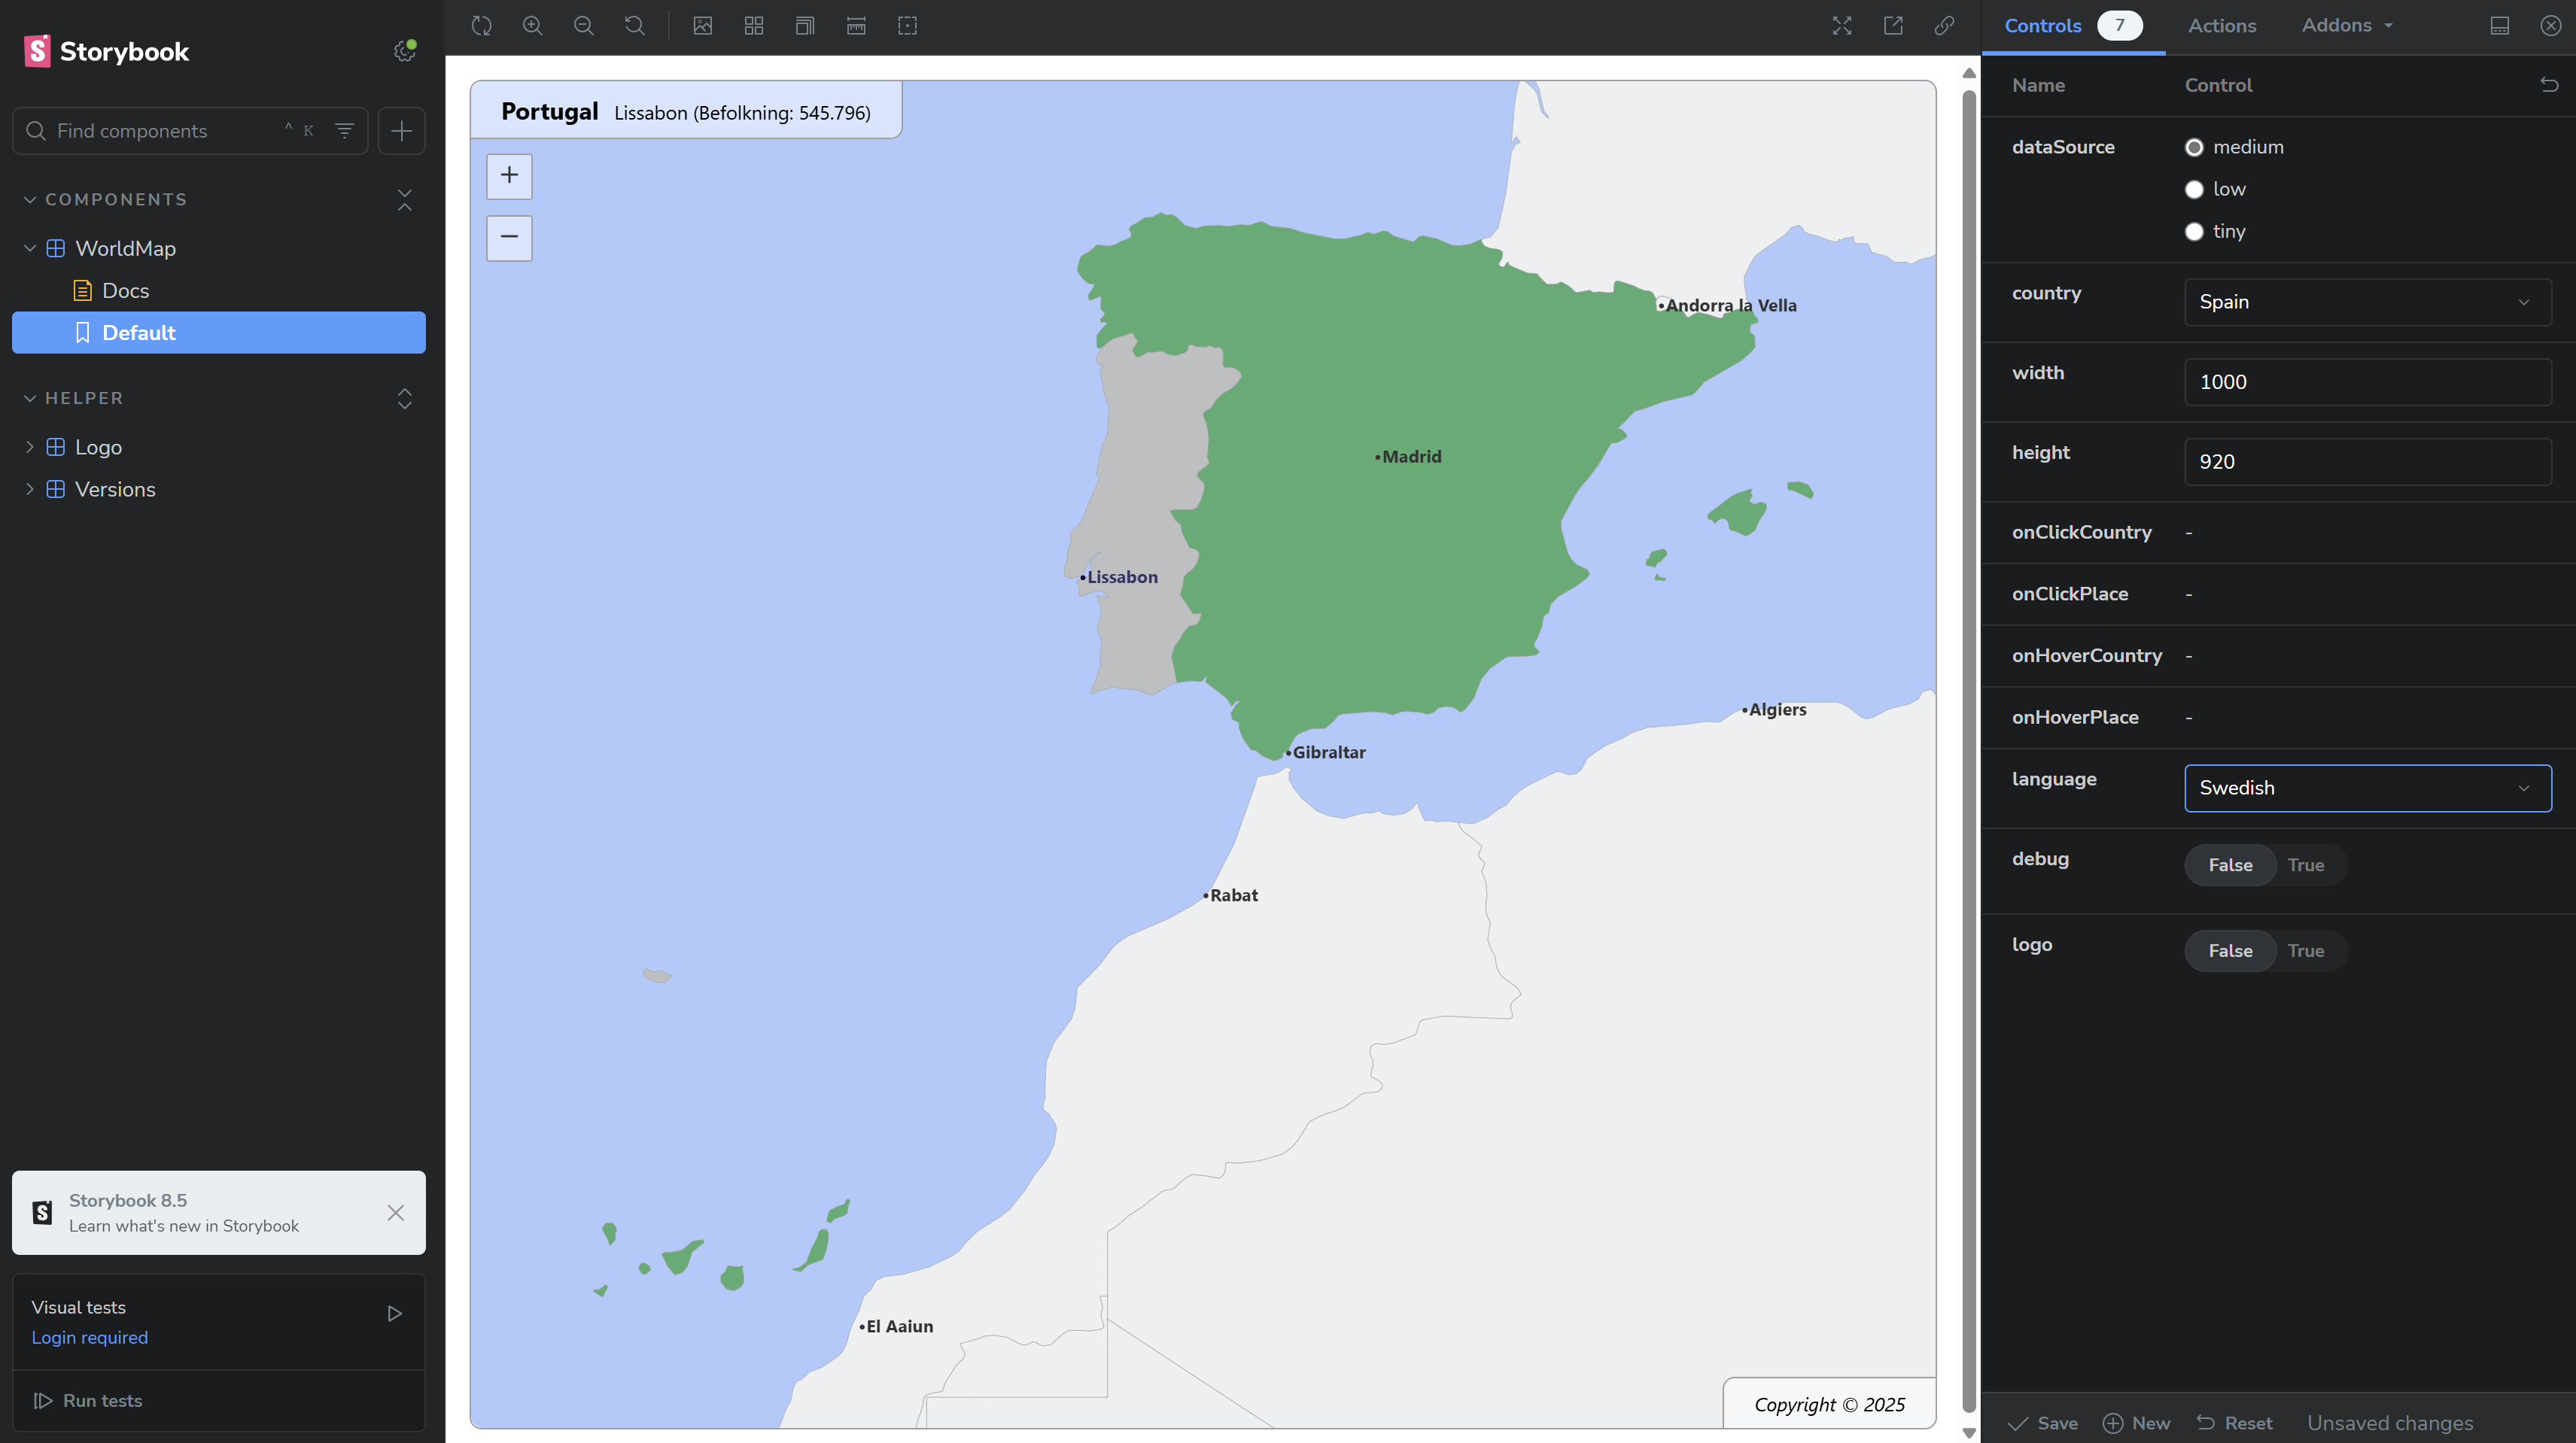 Storybook
Find components
^ K
COMPONENTS
WorldMap
Docs
Default
HELPER
Logo
Versions
Storybook 8.5
Learn what's new in Storybook
Visual tests
Login required
Run tests
Portugal Lissabon (Befolkning: 545.796)
+
−
Andorra la Vella
Madrid
Lissabon
Algiers
Gibraltar
Rabat
El Aaiun
Copyright © 2025
Controls 7 Actions Addons
Name Control
dataSource medium
low
tiny
country Spain
width 1000
height 920
onClickCountry -
onClickPlace -
onHoverCountry -
onHoverPlace -
language Swedish
debug False True
logo False True
Save New Reset Unsaved changes